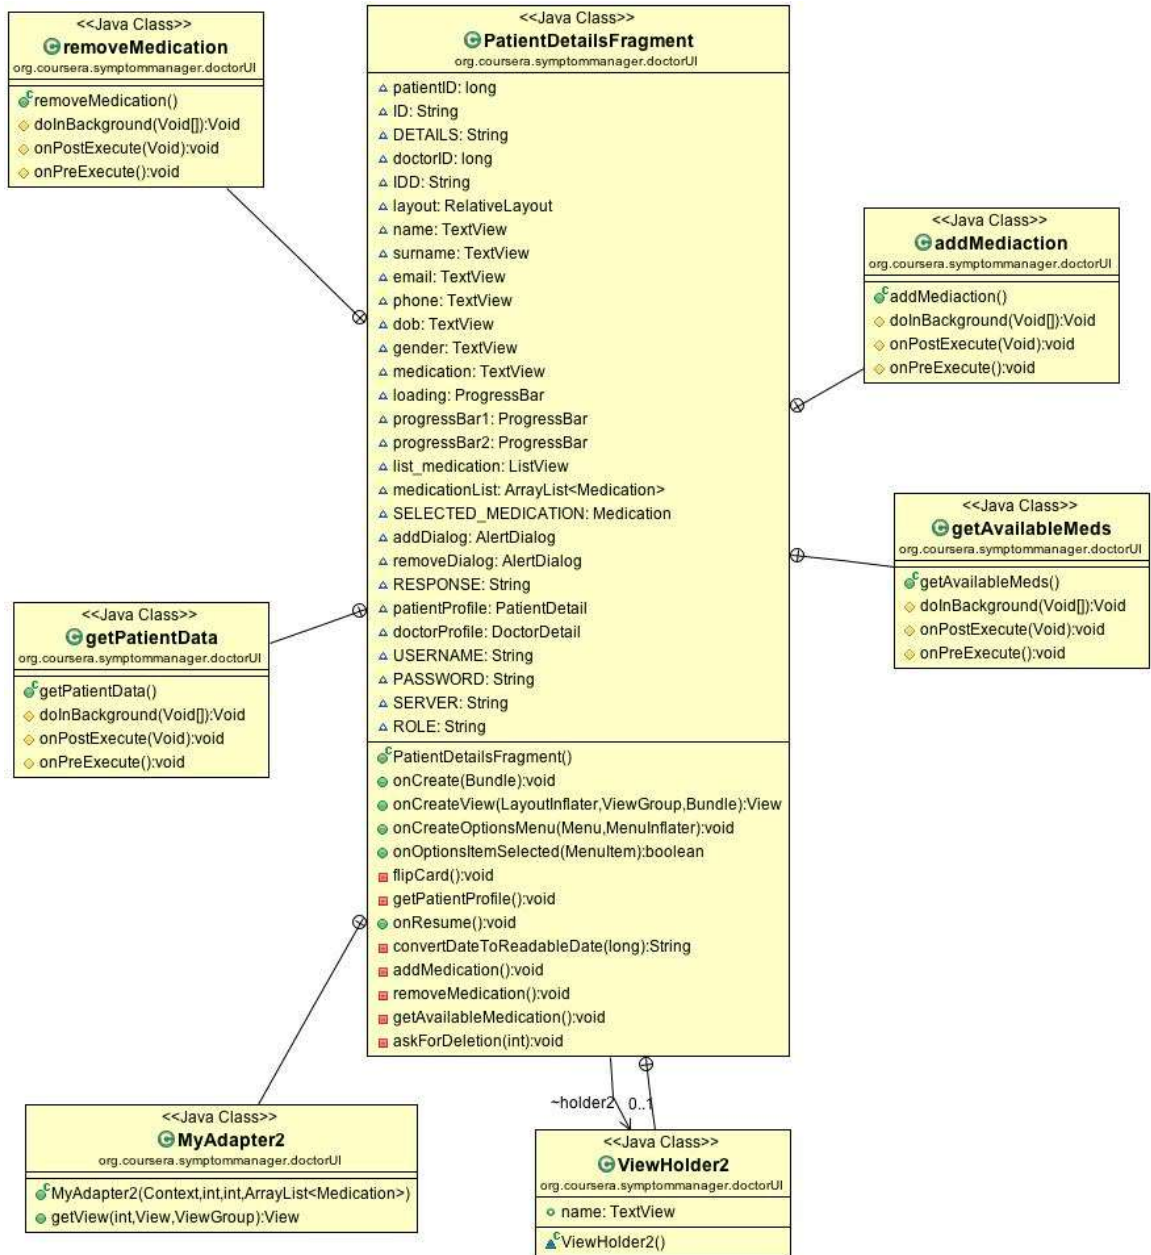 <<Java Class>>
removeMedication
org.coursera.symptommanager.doctorUI
removeMedication()
doInBackground(Void[]):Void
onPostExecute(Void):void
onPreExecute():void
<<Java Class>>
PatientDetailsFragment
org.coursera.symptommanager.doctorUI
patientID: long
ID: String
DETAILS: String
doctorID: long
IDD: String
layout: RelativeLayout
name: TextView
surname: TextView
email: TextView
phone: TextView
dob: TextView
gender: TextView
medication: TextView
loading: ProgressBar
progressBar1: ProgressBar
progressBar2: ProgressBar
list_medication: ListView
medicationList: ArrayList<Medication>
SELECTED_MEDICATION: Medication
addDialog: AlertDialog
removeDialog: AlertDialog
RESPONSE: String
patientProfile: PatientDetail
doctorProfile: DoctorDetail
USERNAME: String
PASSWORD: String
SERVER: String
ROLE: String
PatientDetailsFragment()
onCreate(Bundle):void
onCreateView(LayoutInflater,ViewGroup,Bundle):View
onCreateOptionsMenu(Menu,MenuInflater):void
onOptionsItemSelected(MenuItem):boolean
flipCard():void
getPatientProfile():void
onResume():void
convertDateToReadableDate(long):String
addMedication():void
removeMedication():void
getAvailableMedication():void
askForDeletion(int):void
<<Java Class>>
addMediaction
org.coursera.symptommanager.doctorUI
addMediaction()
doInBackground(Void[]):Void
onPostExecute(Void):void
onPreExecute():void
<<Java Class>>
getAvailableMeds
org.coursera.symptommanager.doctorUI
getAvailableMeds()
doInBackground(Void[]):Void
onPostExecute(Void):void
onPreExecute():void
<<Java Class>>
getPatientData
org.coursera.symptommanager.doctorUI
getPatientData()
doInBackground(Void[]):Void
onPostExecute(Void):void
onPreExecute():void
<<Java Class>>
MyAdapter2
org.coursera.symptommanager.doctorUI
MyAdapter2(Context,int,int,ArrayList<Medication>)
getView(int,View,ViewGroup):View
~holder2 0..1
<<Java Class>>
ViewHolder2
org.coursera.symptommanager.doctorUI
name: TextView
ViewHolder2()